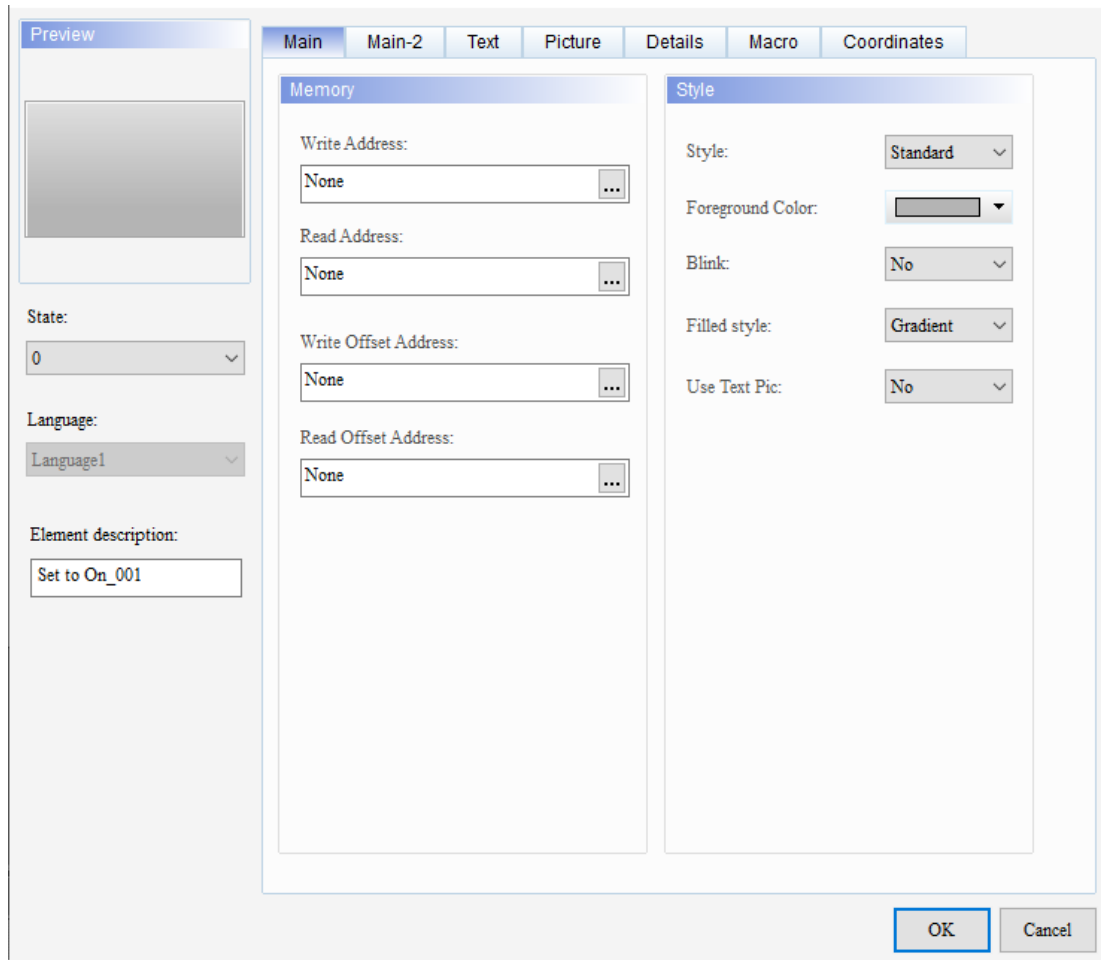 Preview
Main Main-2 Text Picture Details Macro Coordinates
Memory
Write Address:
None
...
Read Address:
None
...
Write Offset Address:
None
...
Read Offset Address:
None
...
Style
Style: Standard
Foreground Color:
Blink: No
Filled style: Gradient
Use Text Pic: No
State:
0
Language:
Language1
Element description:
Set to On_001
OK Cancel